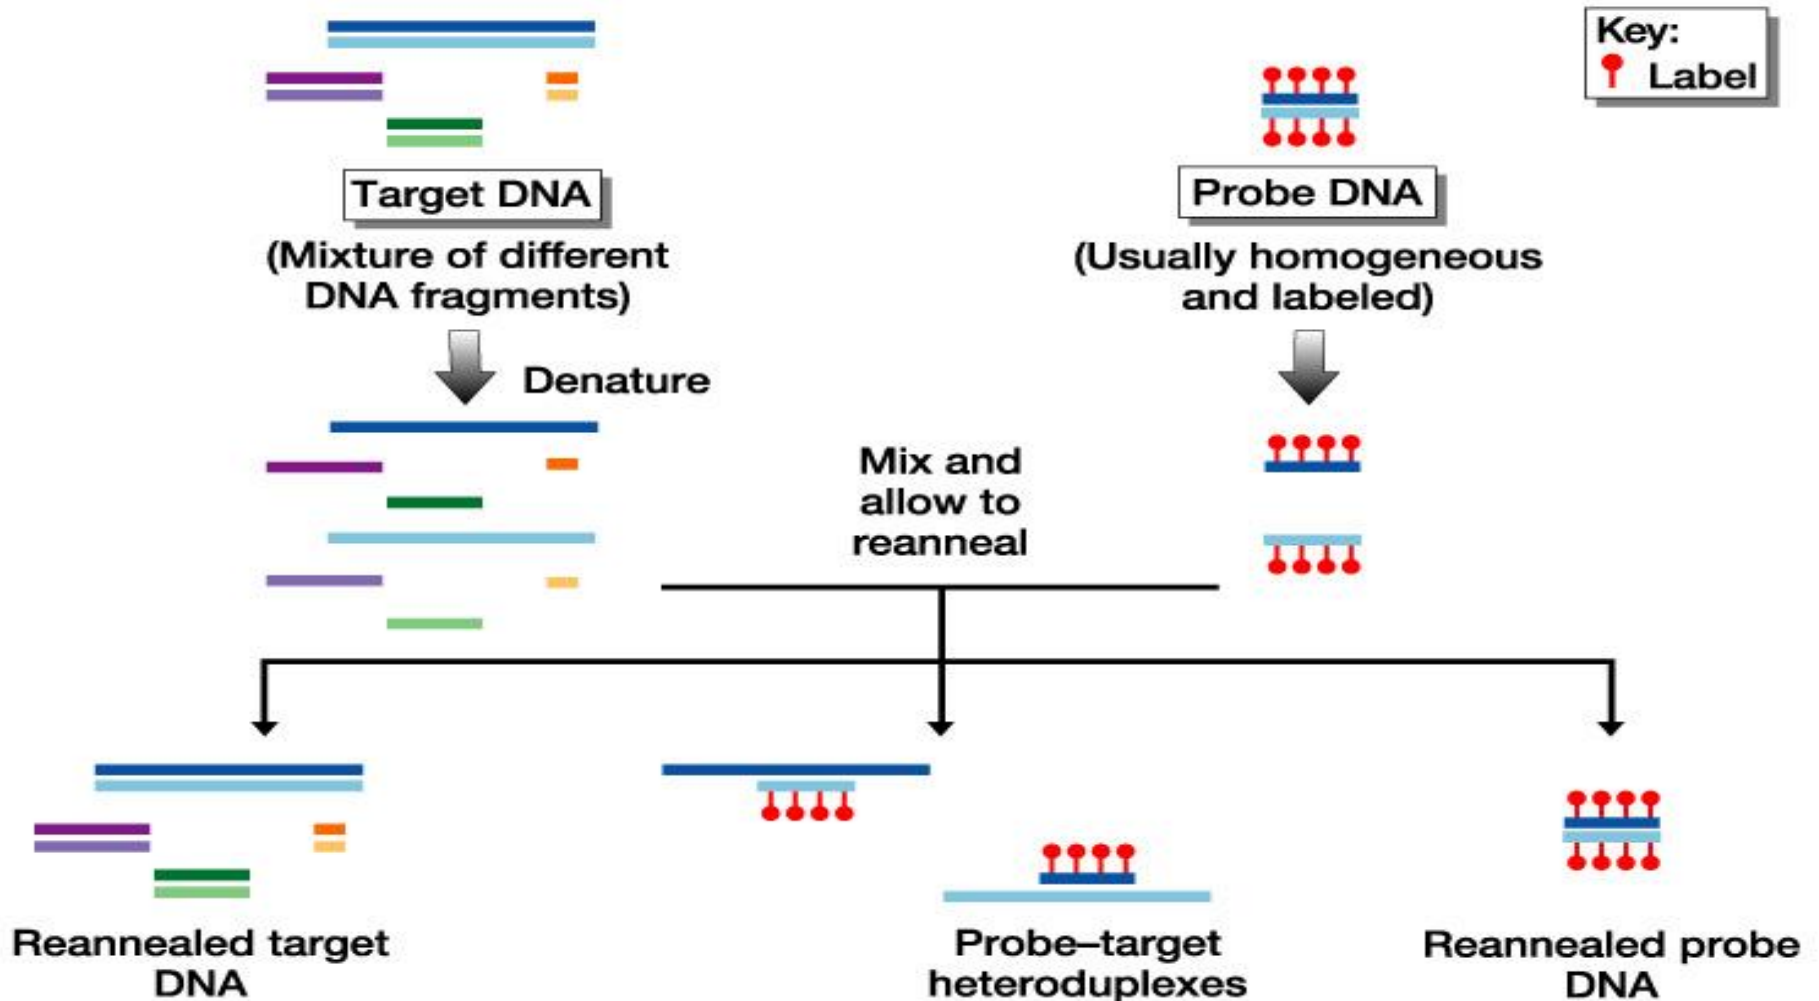 Key:
Label
Target DNA
(Mixture of different
DNA fragments)
Probe DNA
(Usually homogeneous
and labeled)
Denature
Mix and
allow to
reanneal
Reannealed target
DNA
Probe–target
heteroduplexes
Reannealed probe
DNA